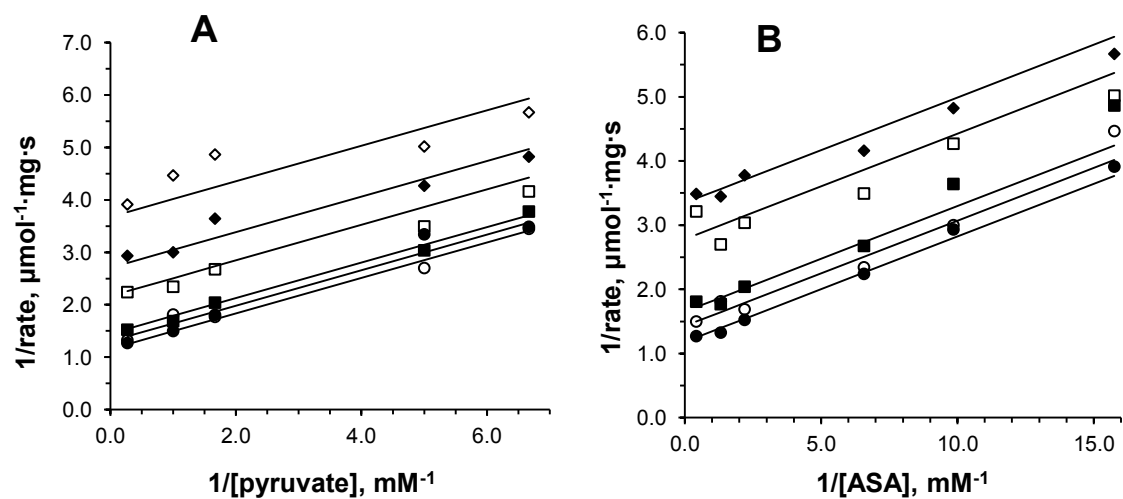 A
7.0
6.0
5.0
4.0
3.0
2.0
1.0
0.0
0.0 2.0 4.0 6.0
1/rate, µmol⁻¹·mg·s
1/[pyruvate], mM⁻¹
B
6.0
5.0
4.0
3.0
2.0
1.0
0.0
0.0 5.0 10.0 15.0
1/rate, µmol⁻¹·mg·s
1/[ASA], mM⁻¹